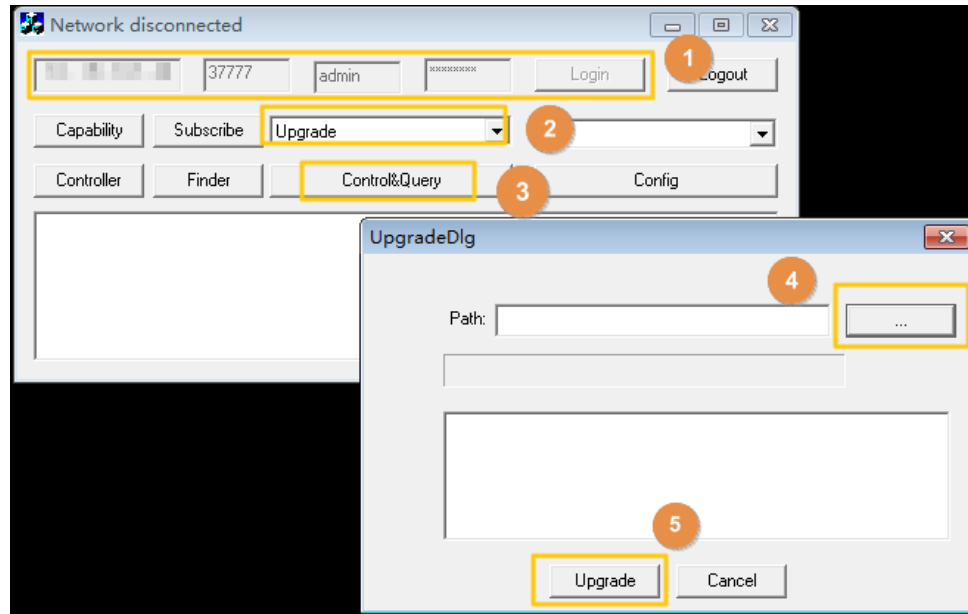 Network disconnected
37777 admin ******** Login Logout
1
Capability Subscribe Upgrade
2
Controller Finder Control&Query Config
3
UpgradeDlg
4
Path: ...
5
Upgrade Cancel